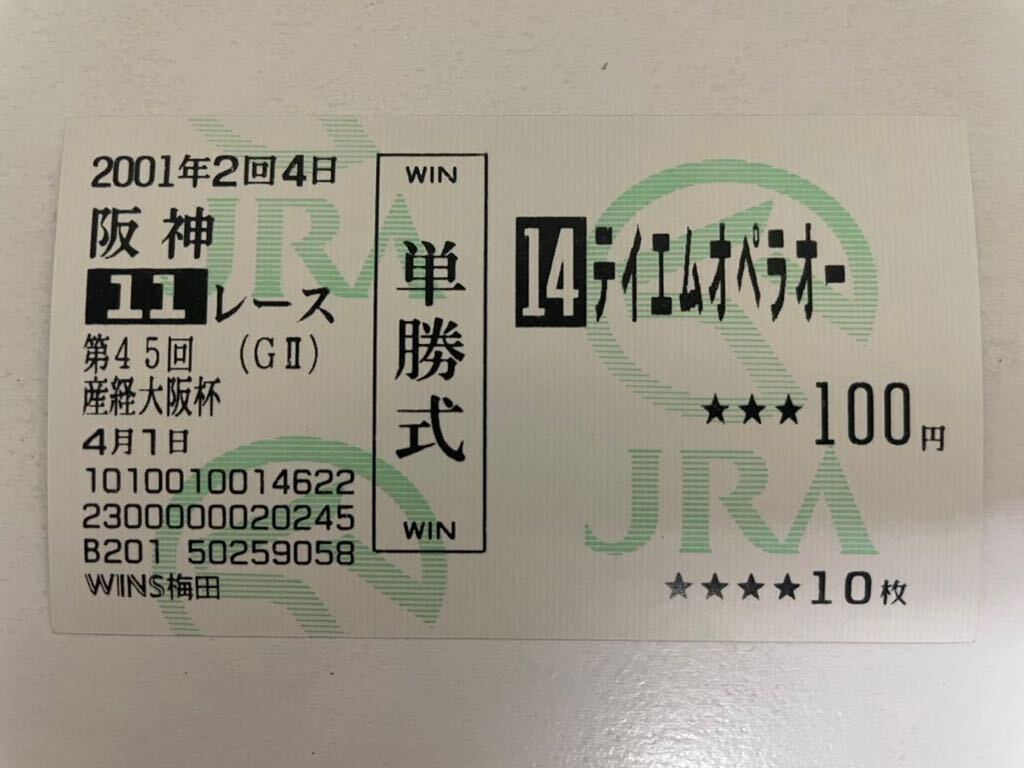 2001年2回4日
阪神
11レース
第45回 (GⅡ)
産経大阪杯
4月1日
1010010014622
2300000020245
B201 50259058
WINS梅田
WIN
単勝式
WIN
14テイエムオペラオー
★★★100円
★★★★10枚
JRA
JRA